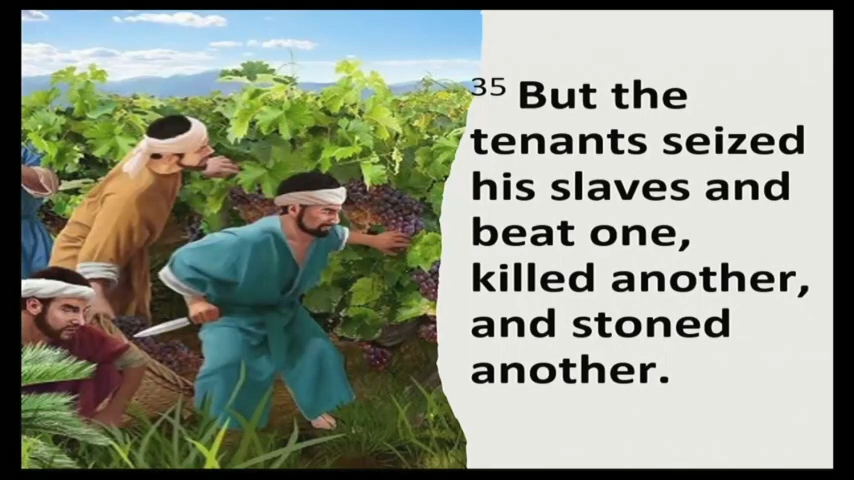 35 But the
tenants seized
his slaves and
beat one,
killed another,
and stoned
another.